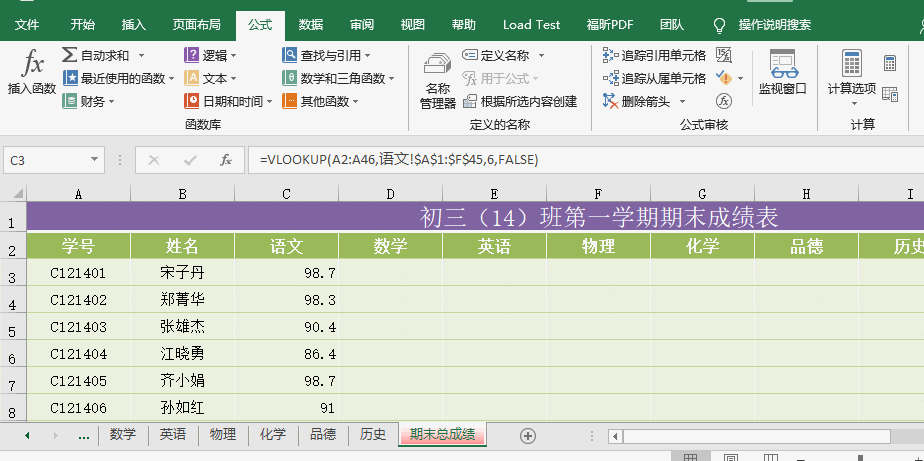 文件 开始 插入 页面布局 公式 数据 审阅 视图 帮助 Load Test 福昕PDF 团队 操作说明搜索
fx 插入函数
Σ 自动求和
最近使用的函数
财务
逻辑
文本
日期和时间
查找与引用
数学和三角函数
其他函数
函数库
名称
管理器
定义名称
用于公式
根据所选内容创建
定义的名称
追踪引用单元格
追踪从属单元格
删除箭头
公式审核
监视窗口
计算选项
计算
C3 fx =VLOOKUP(A2:A46,语文!$A$1:$F$45,6,FALSE)
A B C D E F G H I
1 初三（14）班第一学期期末成绩表
2 学号 姓名 语文 数学 英语 物理 化学 品德 历史
3 C121401 宋子丹 98.7
4 C121402 郑菁华 98.3
5 C121403 张雄杰 90.4
6 C121404 江晓勇 86.4
7 C121405 齐小娟 98.7
8 C121406 孙如红 91
... 数学 英语 物理 化学 品德 历史 期末总成绩